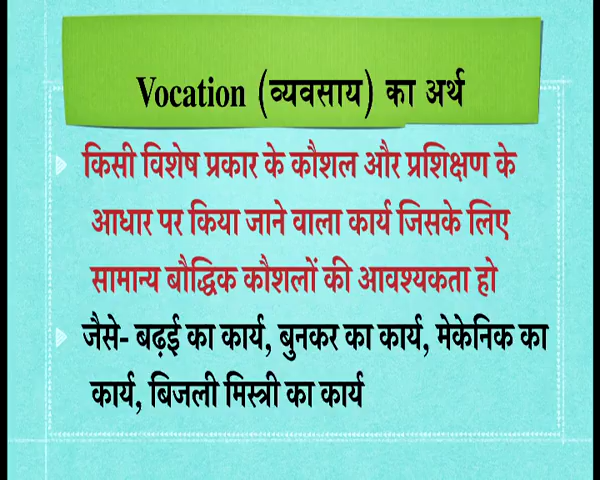 Vocation (व्यवसाय) का अर्थ
किसी विशेष प्रकार के कौशल और प्रशिक्षण के
आधार पर किया जाने वाला कार्य जिसके लिए
सामान्य बौद्धिक कौशलों की आवश्यकता हो
जैसे- बढ़ई का कार्य, बुनकर का कार्य, मेकेनिक का
कार्य, बिजली मिस्त्री का कार्य